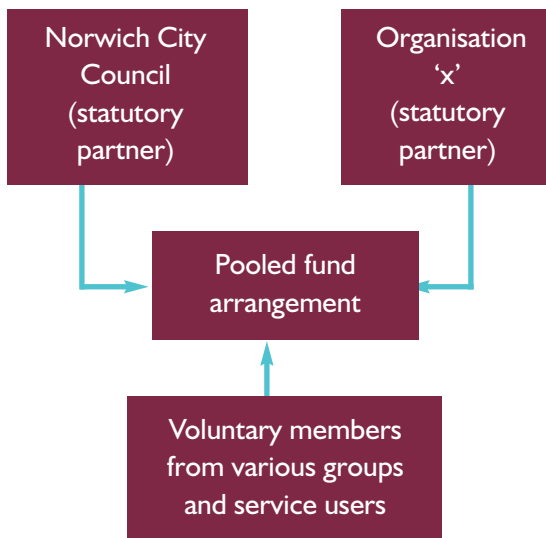 Norwich City
Council
(statutory
partner)
Organisation
‘x’
(statutory
partner)
Pooled fund
arrangement
Voluntary members
from various groups
and service users